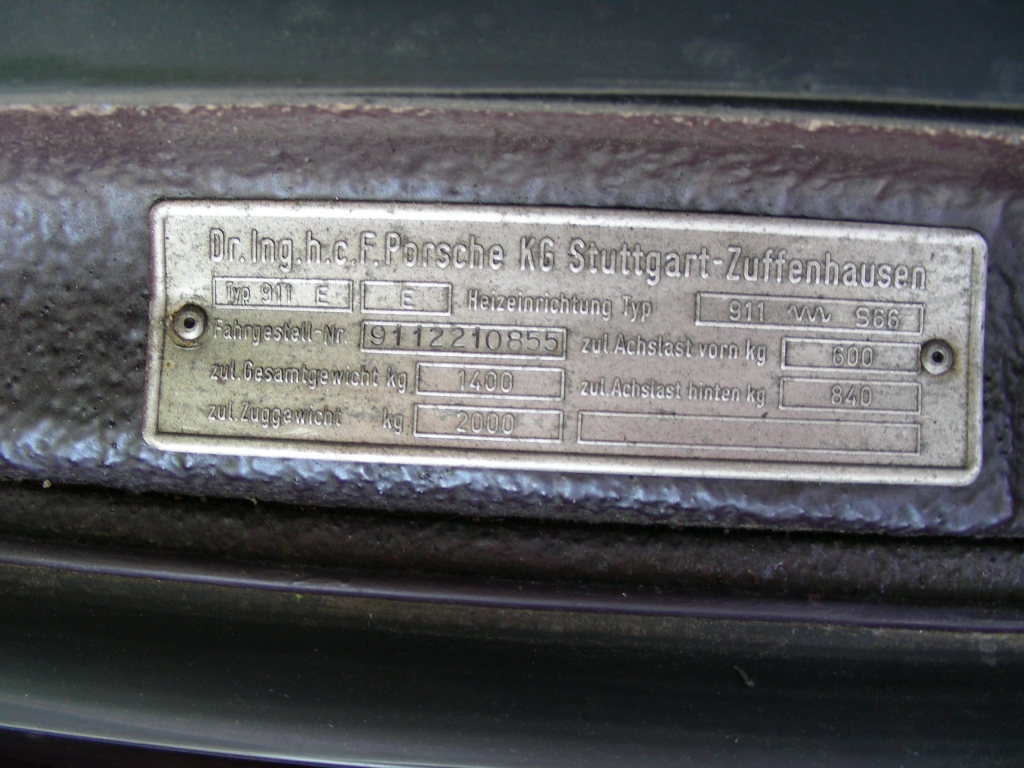 Dr. Ing. h. c. F. Porsche KG Stuttgart-Zuffenhausen
Typ 911 E E Heizeinrichtung Typ 911 S66
Fahrgestell-Nr. 9112210855 zul. Achslast vorn kg 600
zul. Gesamtgewicht kg 1400 zul. Achslast hinten kg 840
zul. Zuggewicht kg 2000